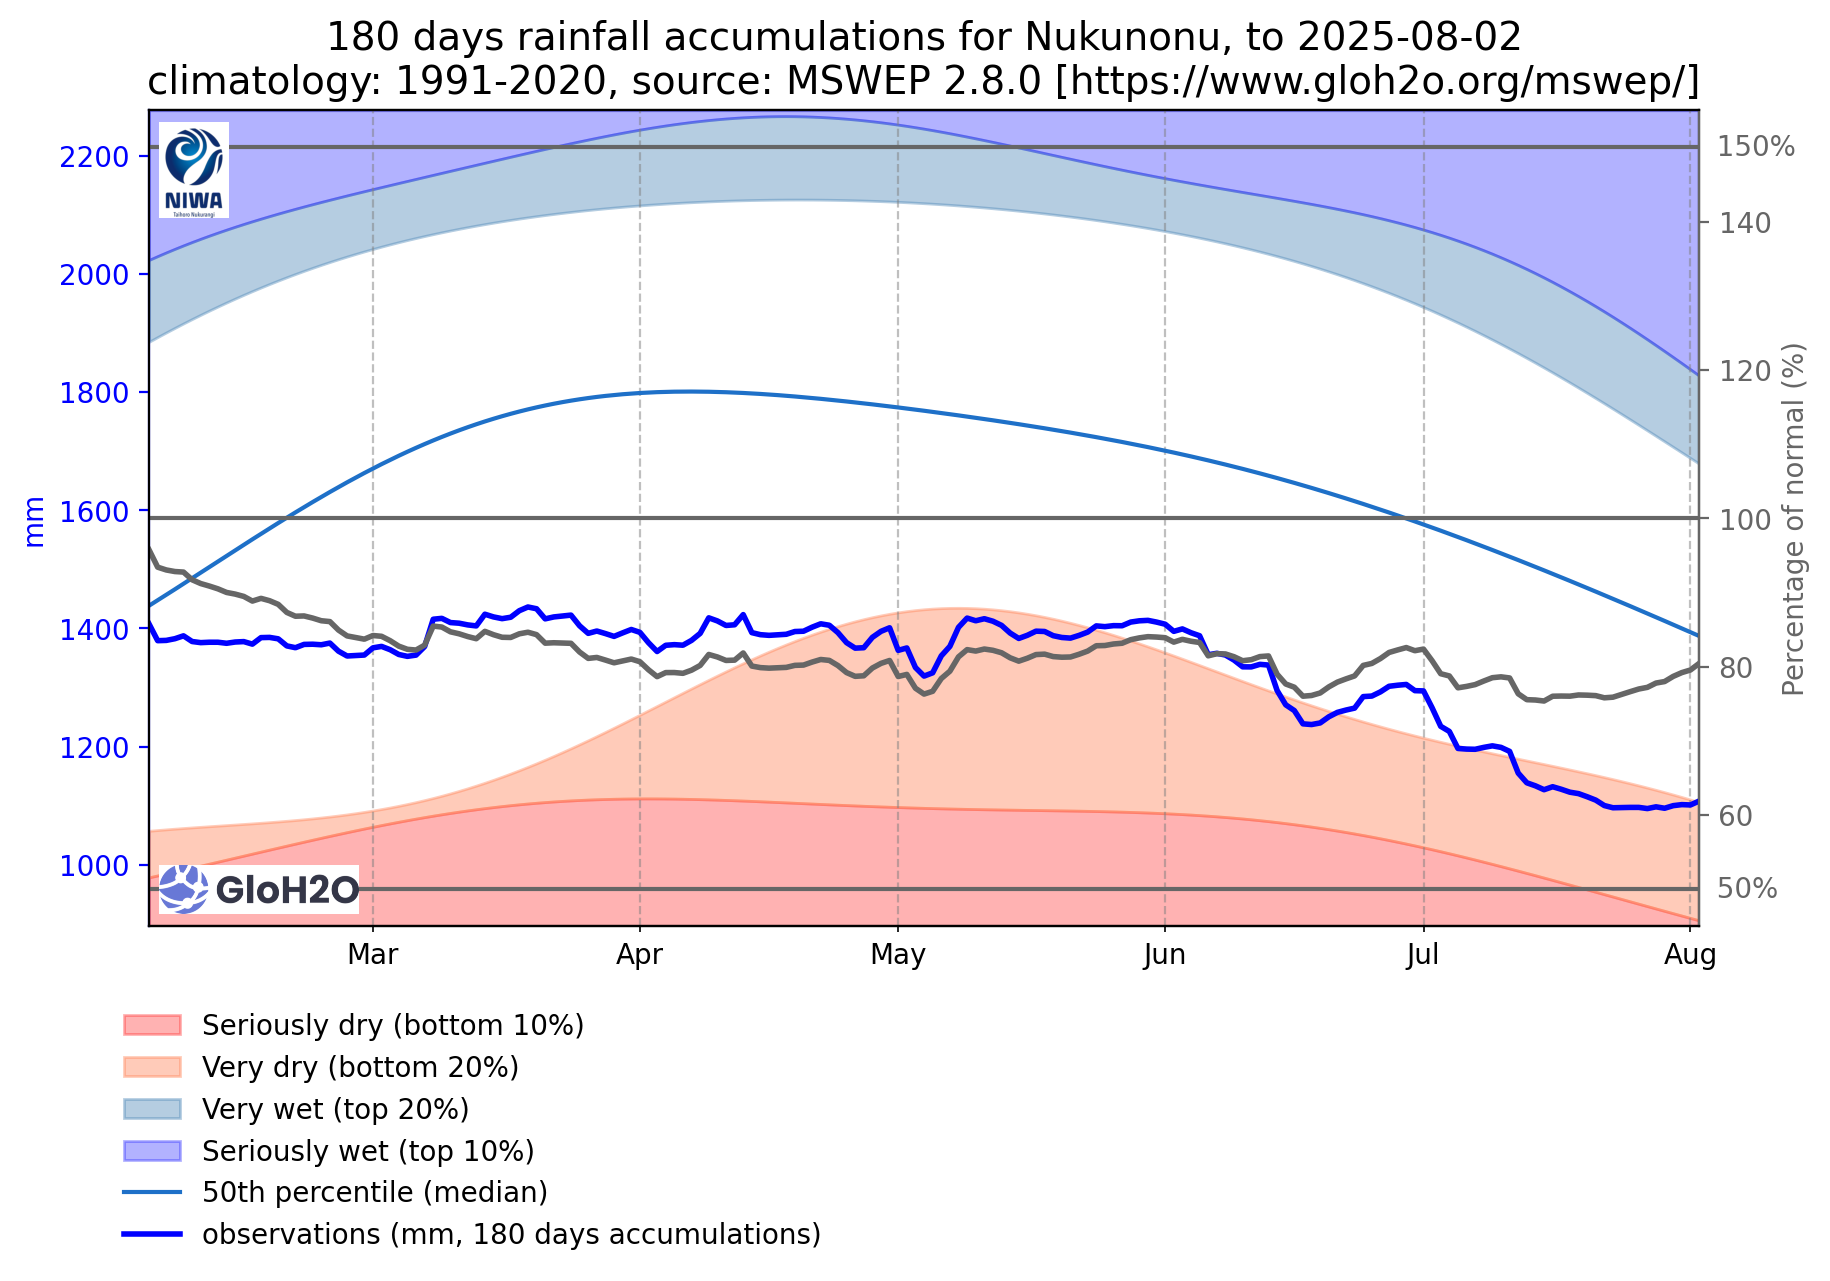 180 days rainfall accumulations for Nukunonu, to 2025-08-02
climatology: 1991-2020, source: MSWEP 2.8.0 [https://www.gloh2o.org/mswep/]
NIWA
Taihoro Nukurangi
2200
2000
1800
1600
1400
1200
1000
mm
150%
140
120
100
80
60
50%
Percentage of normal (%)
GloH2O
Mar
Apr
May
Jun
Jul
Aug
Seriously dry (bottom 10%)
Very dry (bottom 20%)
Very wet (top 20%)
Seriously wet (top 10%)
50th percentile (median)
observations (mm, 180 days accumulations)